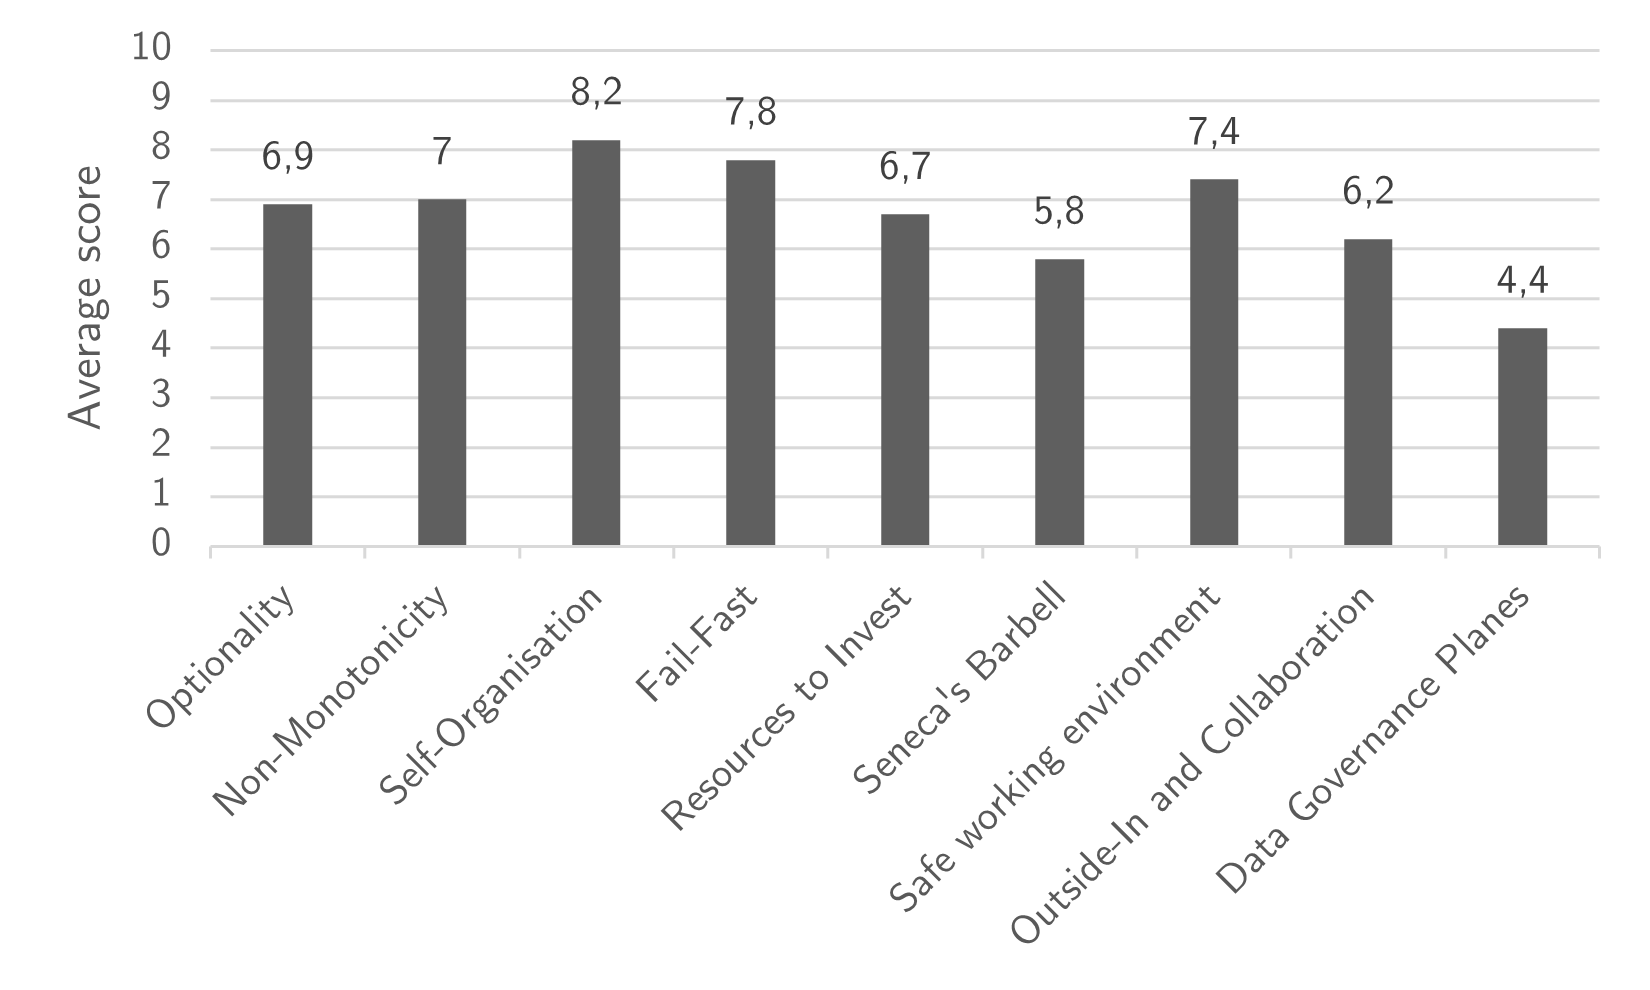 Average score
10
9
8
7
6
5
4
3
2
1
0
6,9
7
8,2
7,8
6,7
5,8
7,4
6,2
4,4
Optionality
Non-Monotonicity
Self-Organisation
Fail-Fast
Resources to Invest
Seneca's Barbell
Safe working environment
Outside-In and Collaboration
Data Governance Planes